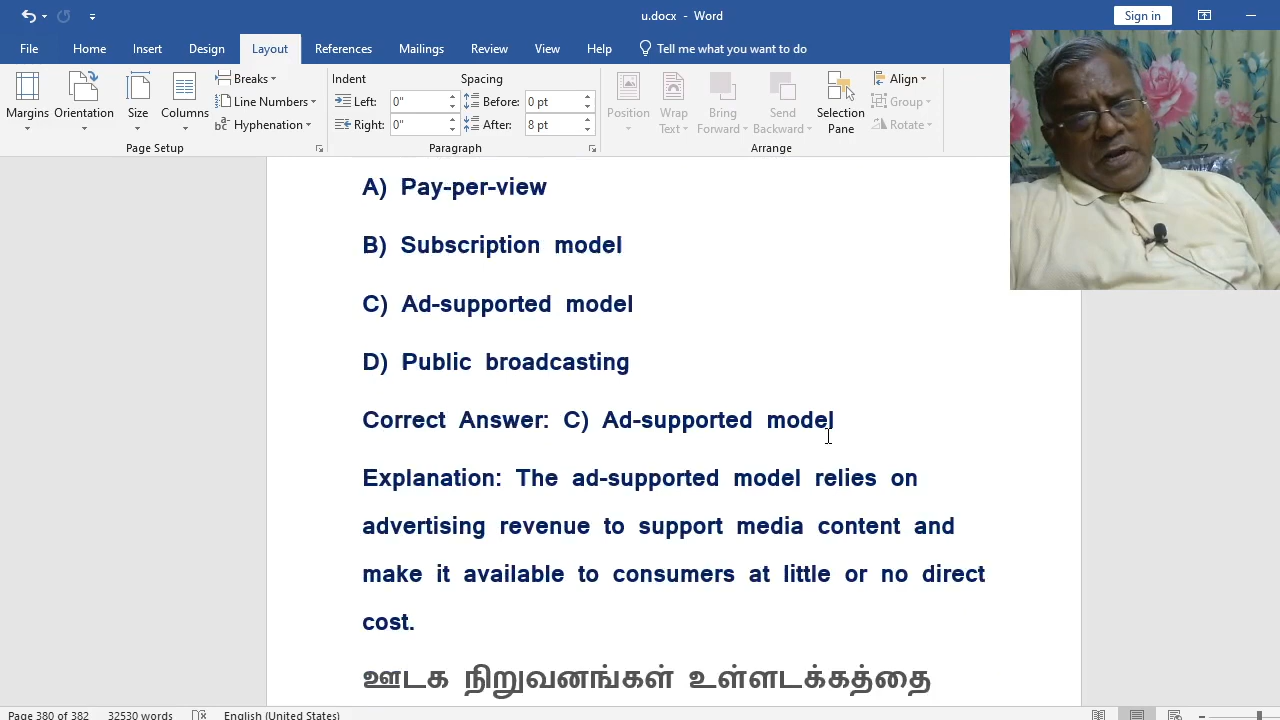 u.docx - Word
Sign in
File Home Insert Design Layout References Mailings Review View Help Tell me what you want to do
Margins Orientation Size Columns Breaks Line Numbers Hyphenation
Page Setup
Indent Spacing
Left: 0" Before: 0 pt
Right: 0" After: 8 pt
Paragraph
Position Wrap Text Bring Forward Send Backward Selection Pane Align Group Rotate
Arrange
A) Pay-per-view
B) Subscription model
C) Ad-supported model
D) Public broadcasting
Correct Answer: C) Ad-supported model
Explanation: The ad-supported model relies on
advertising revenue to support media content and
make it available to consumers at little or no direct
cost.
ஊடக நிறுவனங்கள் உள்ளடக்கத்தை
Page 380 of 382 32530 words English (United States)